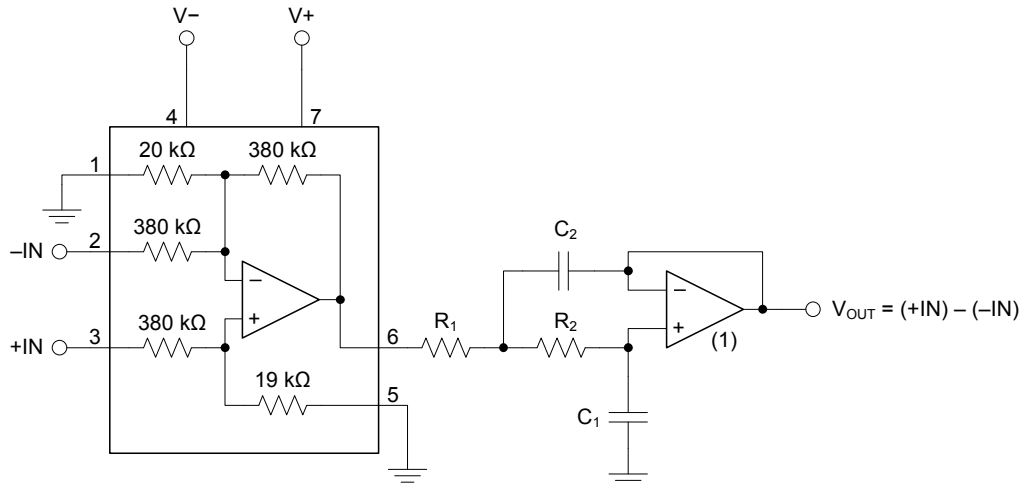 V− V+
4 7
1 20 kΩ 380 kΩ
–IN 2 380 kΩ
+IN 3 380 kΩ
− +
6
19 kΩ 5
R₁ R₂
C₂
C₁
− +
(1)
V_OUT = (+IN) – (–IN)